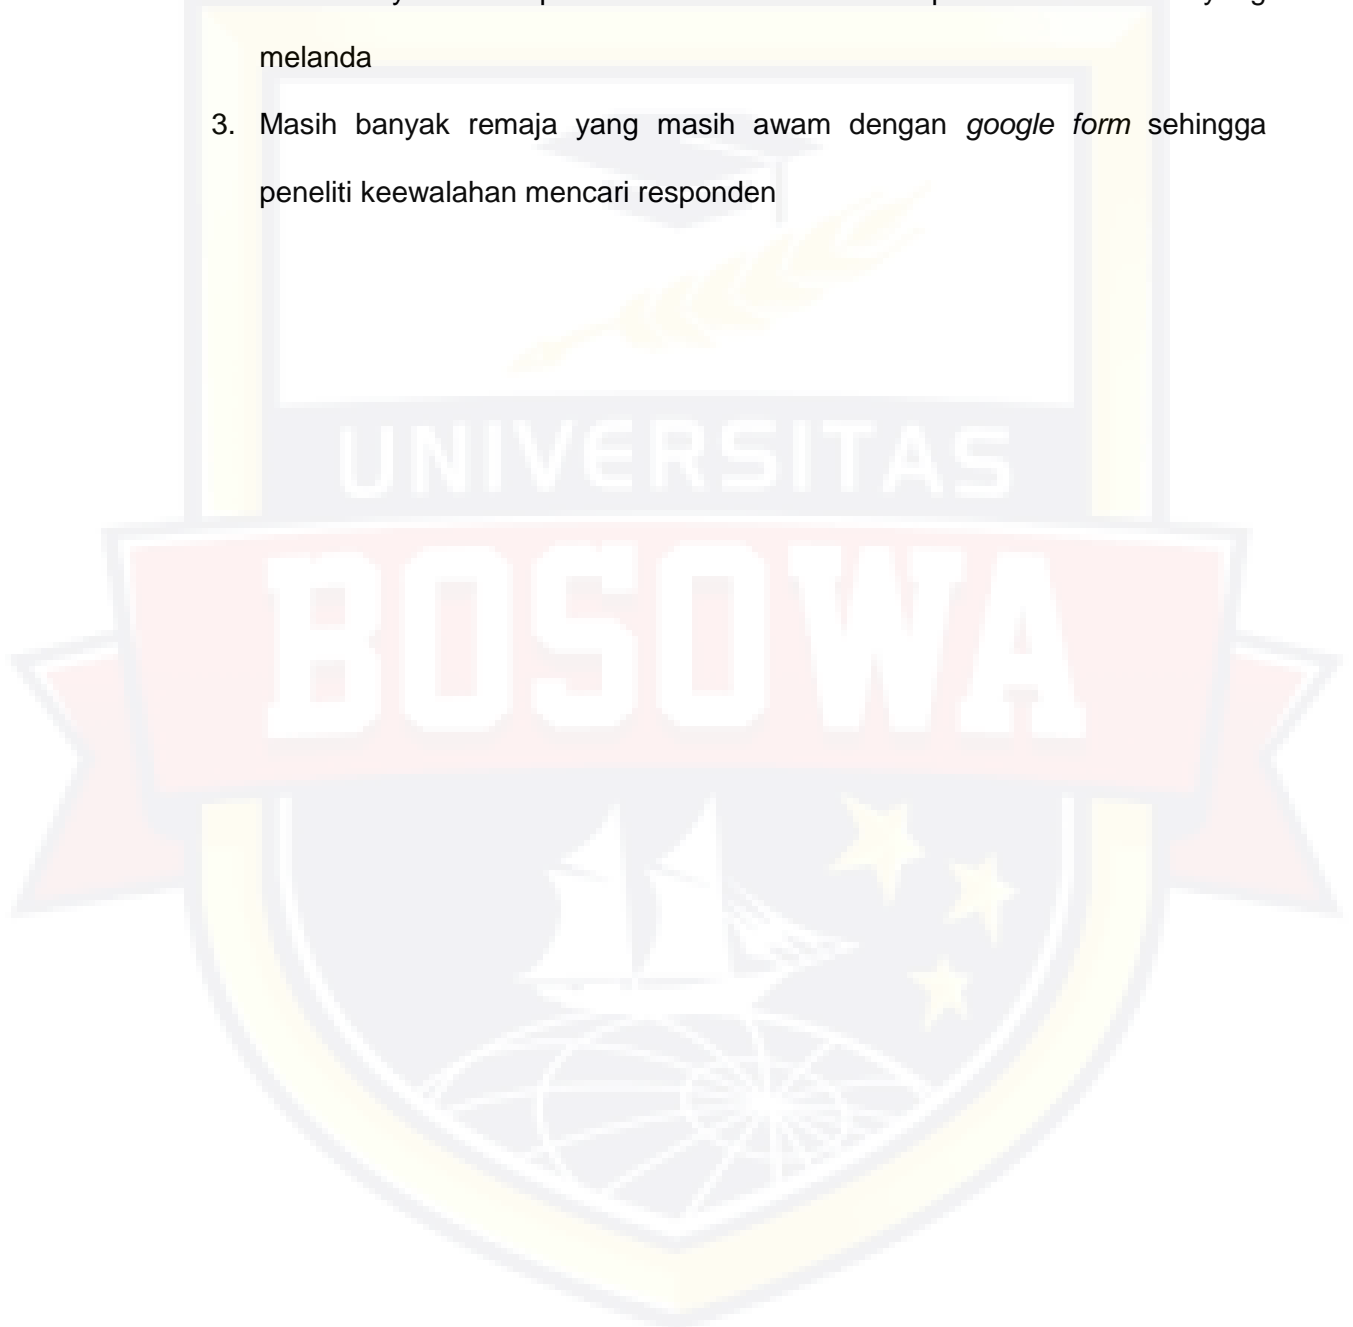 melanda
3. Masih banyak remaja yang masih awam dengan google form sehingga
peneliti keewalahan mencari responden
UNIVERSITAS
BOSOWA